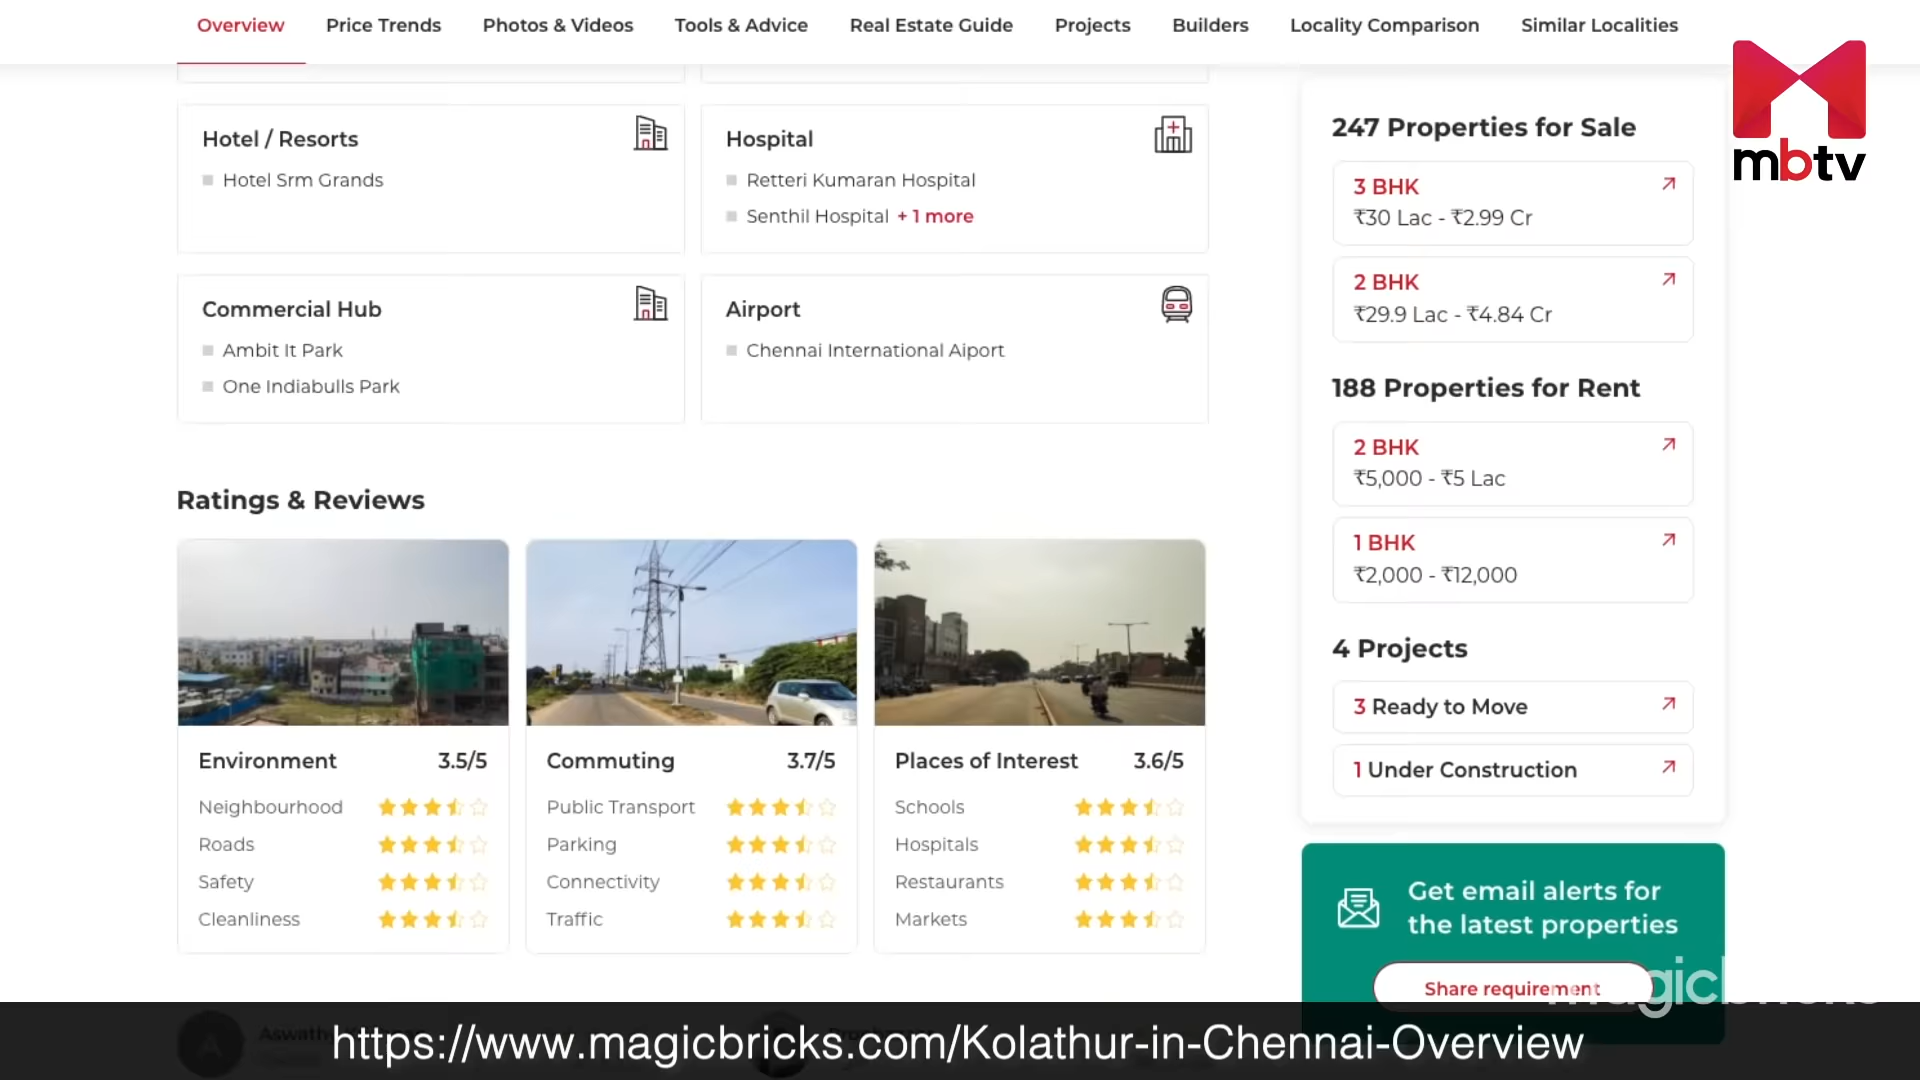 Overview Price Trends Photos & Videos Tools & Advice Real Estate Guide Projects Builders Locality Comparison Similar Localities
mbtv
Hotel / Resorts
Hotel Srm Grands
Hospital
Retteri Kumaran Hospital
Senthil Hospital + 1 more
Commercial Hub
Ambit It Park
One Indiabulls Park
Airport
Chennai International Aiport
Ratings & Reviews
Environment 3.5/5
Neighbourhood
Roads
Safety
Cleanliness
Commuting 3.7/5
Public Transport
Parking
Connectivity
Traffic
Places of Interest 3.6/5
Schools
Hospitals
Restaurants
Markets
247 Properties for Sale
3 BHK
₹30 Lac - ₹2.99 Cr
2 BHK
₹29.9 Lac - ₹4.84 Cr
188 Properties for Rent
2 BHK
₹5,000 - ₹5 Lac
1 BHK
₹2,000 - ₹12,000
4 Projects
3 Ready to Move
1 Under Construction
Get email alerts for
the latest properties
Share requirement
magicbricks
https://www.magicbricks.com/Kolathur-in-Chennai-Overview